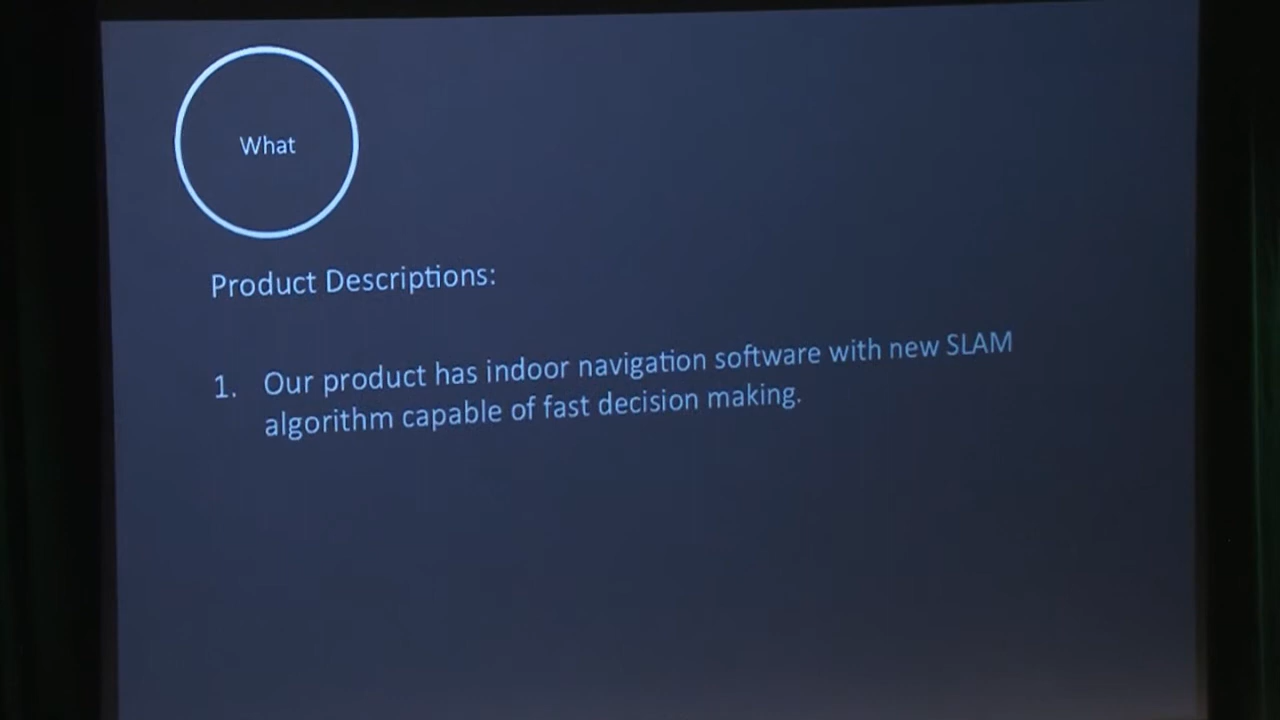 What
Product Descriptions:
1. Our product has indoor navigation software with new SLAM
algorithm capable of fast decision making.